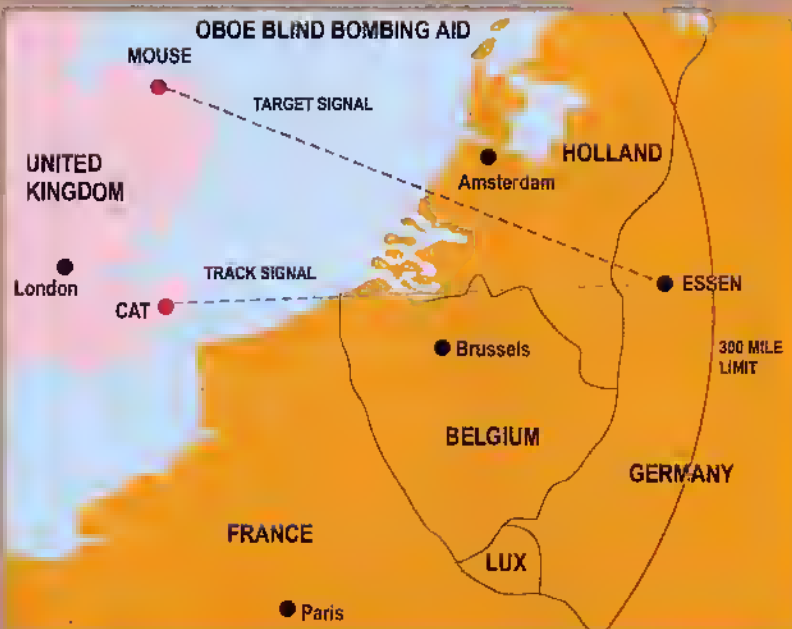 OBOE BLIND BOMBING AID
MOUSE
TARGET SIGNAL
UNITED
KINGDOM
HOLLAND
Amsterdam
London
TRACK SIGNAL
CAT
ESSEN
Brussels
300 MILE
LIMIT
BELGIUM
GERMANY
FRANCE
LUX
Paris